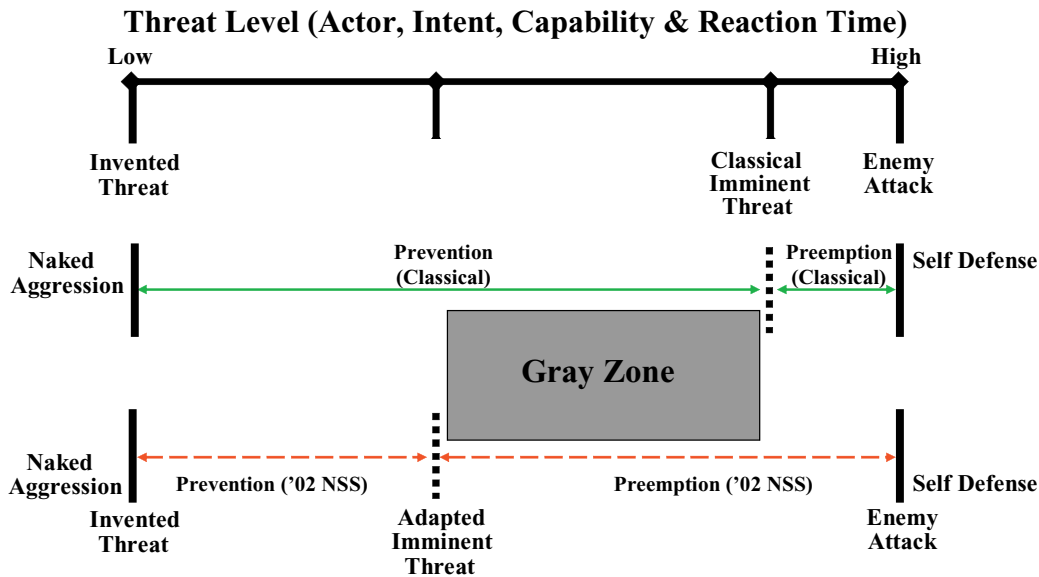 Threat Level (Actor, Intent, Capability & Reaction Time)
Low
High
Invented
Threat
Classical
Imminent
Threat
Enemy
Attack
Naked
Aggression
Prevention
(Classical)
Preemption
(Classical)
Self Defense
Gray Zone
Naked
Aggression
Prevention (’02 NSS)
Preemption (’02 NSS)
Self Defense
Invented
Threat
Adapted
Imminent
Threat
Enemy
Attack